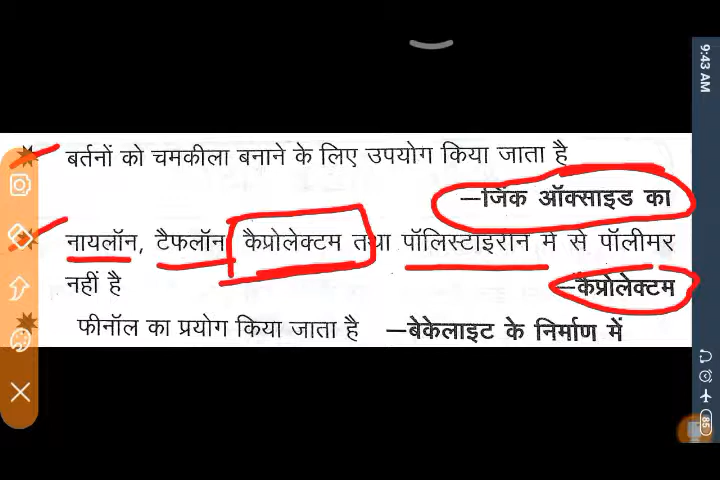 बर्तनों को चमकीला बनाने के लिए उपयोग किया जाता है
—जिंक ऑक्साइड का
नायलॉन, टैफलॉन, कैप्रोलेक्टम तथा पॉलिस्टाइरीन में से पॉलीमर
नहीं है
—कैप्रोलेक्टम
फीनॉल का प्रयोग किया जाता है —बेकेलाइट के निर्माण में
9:43 AM
85